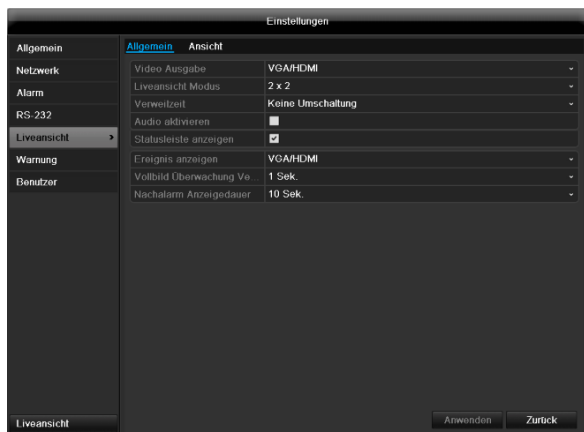 Einstellungen
Allgemein
Netzwerk
Alarm
RS-232
Liveansicht
Warnung
Benutzer
Liveansicht
Allgemein Ansicht
Video Ausgabe VGA/HDMI
Liveansicht Modus 2 x 2
Verweilzeit Keine Umschaltung
Audio aktivieren
Statusleiste anzeigen
Ereignis anzeigen VGA/HDMI
Vollbild Überwachung Ve... 1 Sek.
Nachalarm Anzeigedauer 10 Sek.
Anwenden Zurück